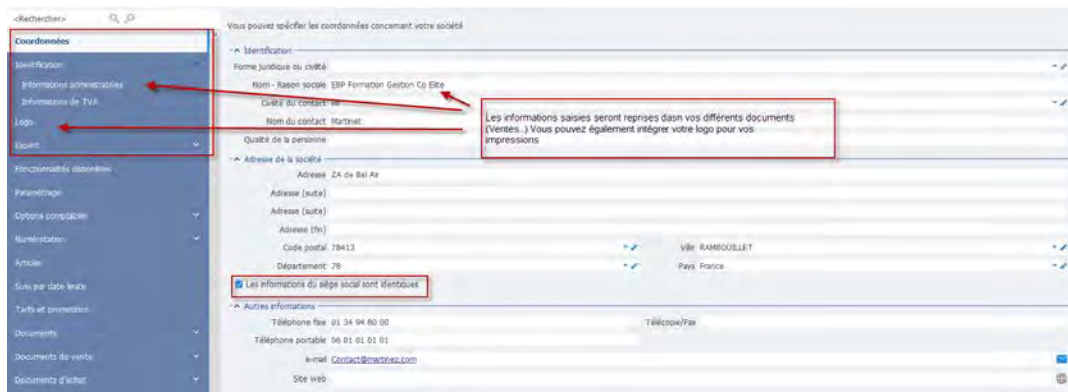 <Rechercher>
Coordonnées
Identification
Informations administratives
Informations de TVA
Logo
Expert
Fonctionnalités disponibles
Paramétrage
Options comptables
Numérotation
Articles
Suivi par date limite
Tarifs et promotions
Documents
Documents de vente
Documents d'achat
Vous pouvez spécifier les coordonnées concernant votre société
Identification
Forme juridique ou civilité
Nom - Raison sociale EBP Formation Gestion Co Elite
Civilité du contact
Nom du contact Martinet
Qualité de la personne
Les informations saisies seront reprises dasn vos différents documents
(Ventes..) Vous pouvez également intégrer votre logo pour vos
impressions
Adresse de la société
Adresse ZA de Bel Air
Adresse (suite)
Adresse (suite)
Adresse (fin)
Code postal 78413 Ville RAMBOUILLET
Département 78 Pays France
Les informations du siège social sont identiques
Autres informations
Téléphone fixe 01 34 94 80 00 Télécopie/Fax
Téléphone portable 06 01 01 01 01
e-mail Contact@martinez.com
Site web